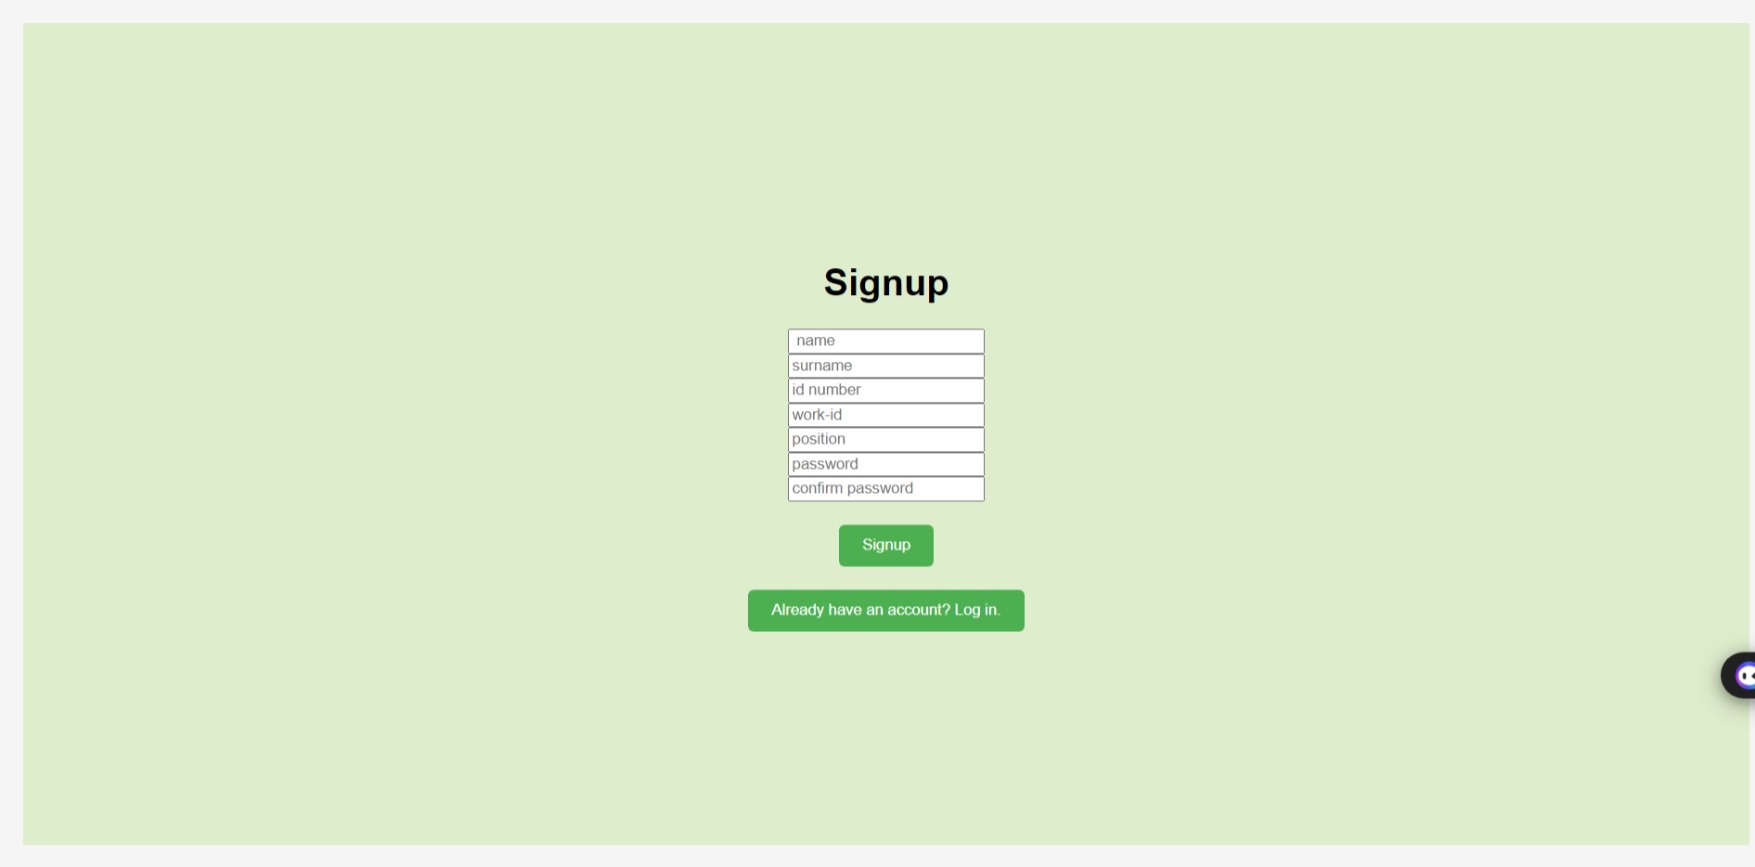 Signup
name
surname
id number
work-id
position
password
confirm password
Signup
Already have an account? Log in.